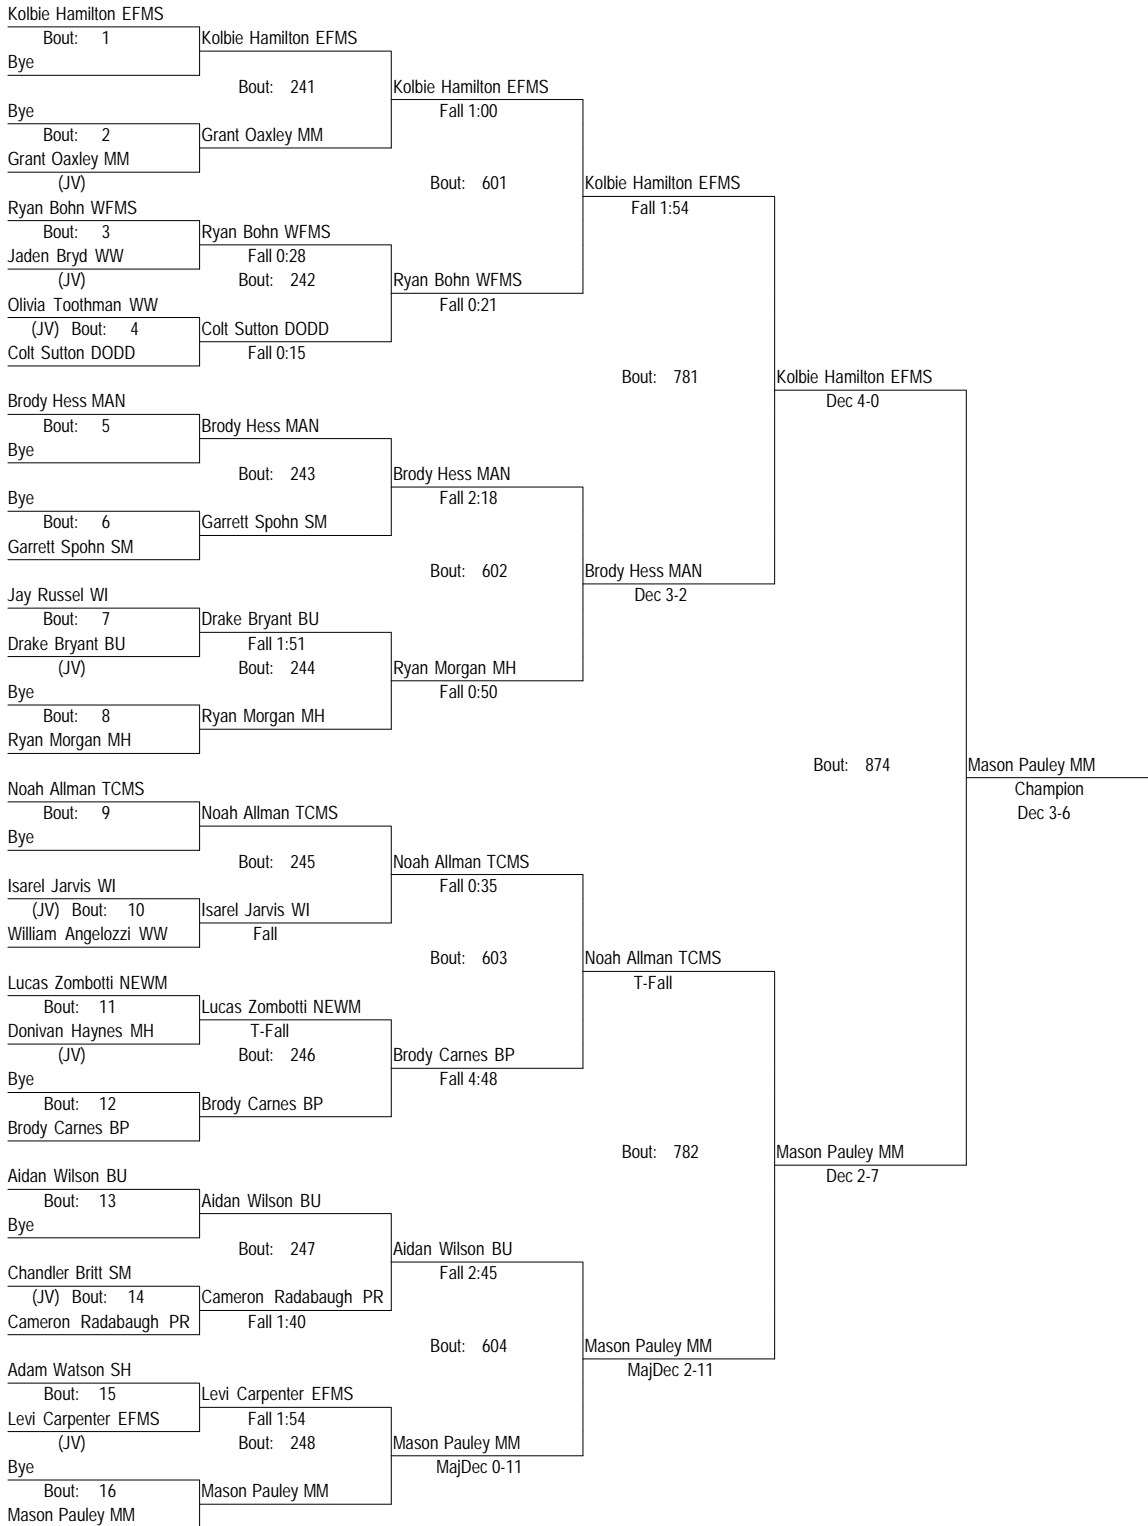 Kolbie Hamilton EFMS
Bout: 1
Kolbie Hamilton EFMS
Bye
Bout: 241
Kolbie Hamilton EFMS
Bye
Fall 1:00
Bout: 2
Grant Oaxley MM
Grant Oaxley MM
(JV)
Bout: 601
Kolbie Hamilton EFMS
Ryan Bohn WFMS
Fall 1:54
Bout: 3
Ryan Bohn WFMS
Jaden Bryd WW
Fall 0:28
(JV)
Bout: 242
Ryan Bohn WFMS
Olivia Toothman WW
Fall 0:21
(JV) Bout: 4
Colt Sutton DODD
Colt Sutton DODD
Fall 0:15
Bout: 781
Kolbie Hamilton EFMS
Brody Hess MAN
Dec 4-0
Bout: 5
Brody Hess MAN
Bye
Bout: 243
Brody Hess MAN
Bye
Fall 2:18
Bout: 6
Garrett Spohn SM
Garrett Spohn SM
Bout: 602
Brody Hess MAN
Jay Russel WI
Dec 3-2
Bout: 7
Drake Bryant BU
Drake Bryant BU
Fall 1:51
(JV)
Bout: 244
Ryan Morgan MH
Bye
Fall 0:50
Bout: 8
Ryan Morgan MH
Ryan Morgan MH
Bout: 874
Mason Pauley MM
Noah Allman TCMS
Champion
Bout: 9
Noah Allman TCMS
Dec 3-6
Bye
Bout: 245
Noah Allman TCMS
Isarel Jarvis WI
Fall 0:35
(JV) Bout: 10
Isarel Jarvis WI
William Angelozzi WW
Fall
Bout: 603
Noah Allman TCMS
Lucas Zombotti NEWM
T-Fall
Bout: 11
Lucas Zombotti NEWM
Donivan Haynes MH
T-Fall
(JV)
Bout: 246
Brody Carnes BP
Bye
Fall 4:48
Bout: 12
Brody Carnes BP
Brody Carnes BP
Bout: 782
Mason Pauley MM
Aidan Wilson BU
Dec 2-7
Bout: 13
Aidan Wilson BU
Bye
Bout: 247
Aidan Wilson BU
Chandler Britt SM
Fall 2:45
(JV) Bout: 14
Cameron Radabaugh PR
Cameron Radabaugh PR
Fall 1:40
Bout: 604
Mason Pauley MM
Adam Watson SH
MajDec 2-11
Bout: 15
Levi Carpenter EFMS
Levi Carpenter EFMS
Fall 1:54
(JV)
Bout: 248
Mason Pauley MM
Bye
MajDec 0-11
Bout: 16
Mason Pauley MM
Mason Pauley MM